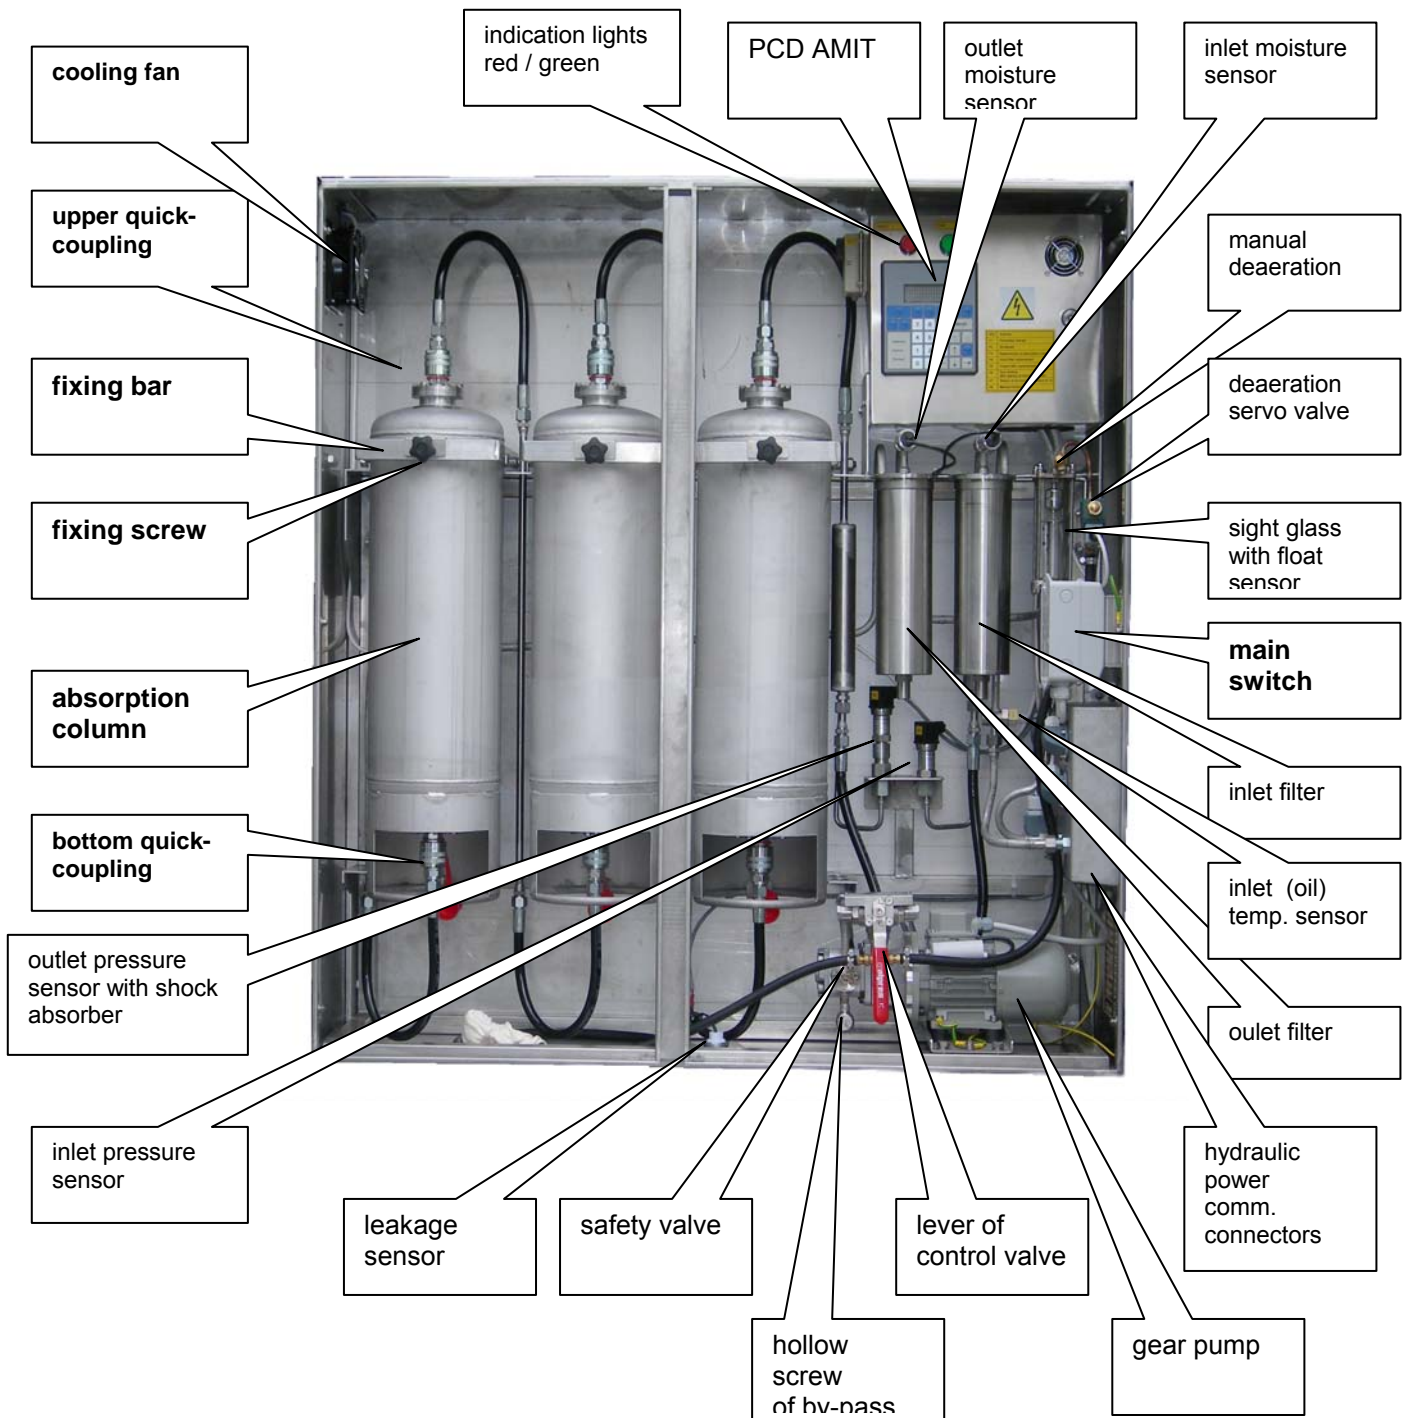 cooling fan
indication lights
red / green
PCD AMIT
outlet
moisture
sensor
inlet moisture
sensor
upper quick-
coupling
manual
deaeration
fixing bar
deaeration
servo valve
fixing screw
sight glass
with float
sensor
main
switch
absorption
column
inlet filter
bottom quick-
coupling
inlet (oil)
temp. sensor
outlet pressure
sensor with shock
absorber
oulet filter
inlet pressure
sensor
hydraulic
power
comm.
connectors
leakage
sensor
safety valve
lever of
control valve
hollow
screw
of by-pass
gear pump